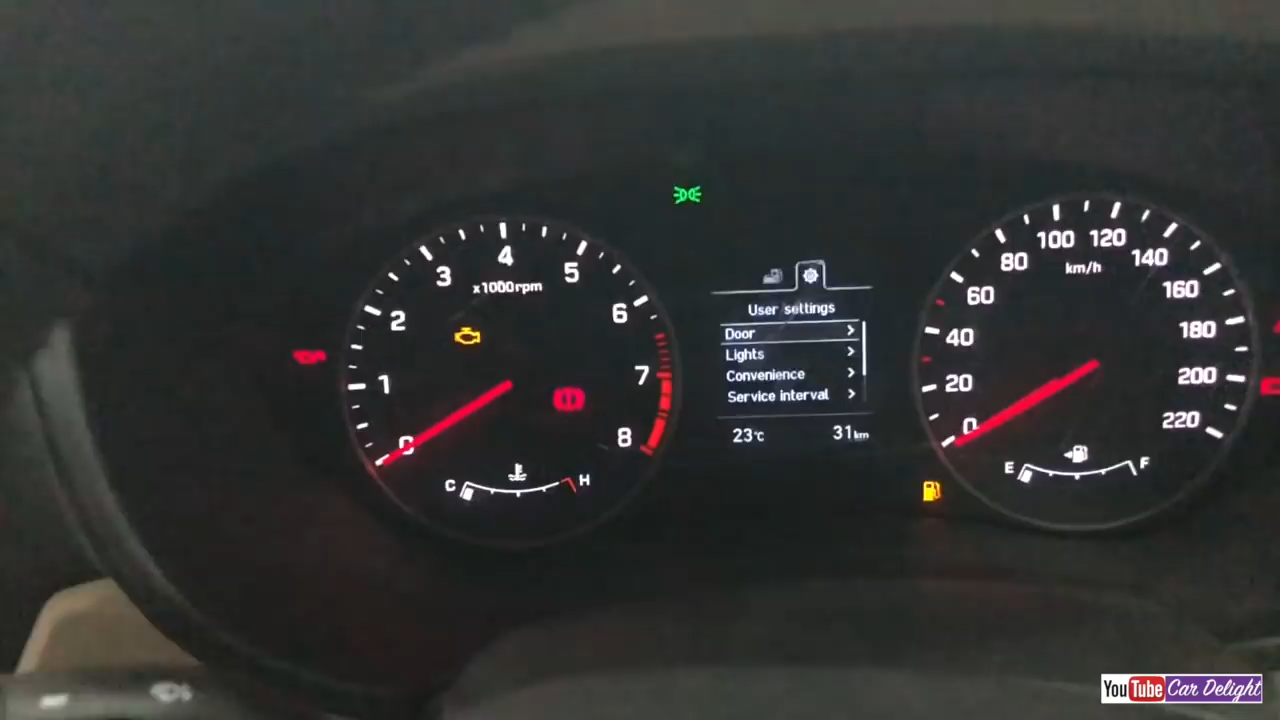 0
1
2
3
4
5
6
7
8
x1000rpm
C
H
User settings
Door
Lights
Convenience
Service interval
23°C
31km
0
20
40
60
80
100
120
140
160
180
200
220
km/h
E
F
YouTube Car Delight